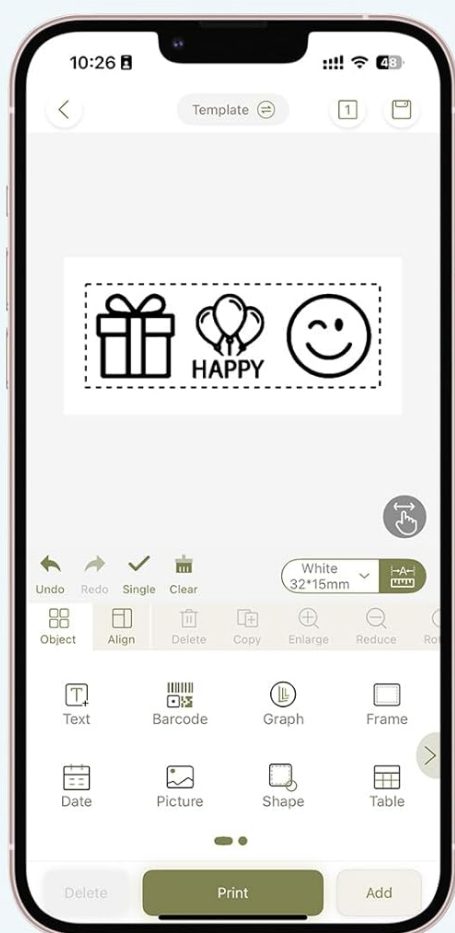 10:26
48
Template
1
HAPPY
Undo
Redo
Single
Clear
White
32*15mm
A
Object
Align
Delete
Copy
Enlarge
Reduce
T
Text
Barcode
Graph
Frame
Date
Picture
Shape
Table
Delete
Print
Add